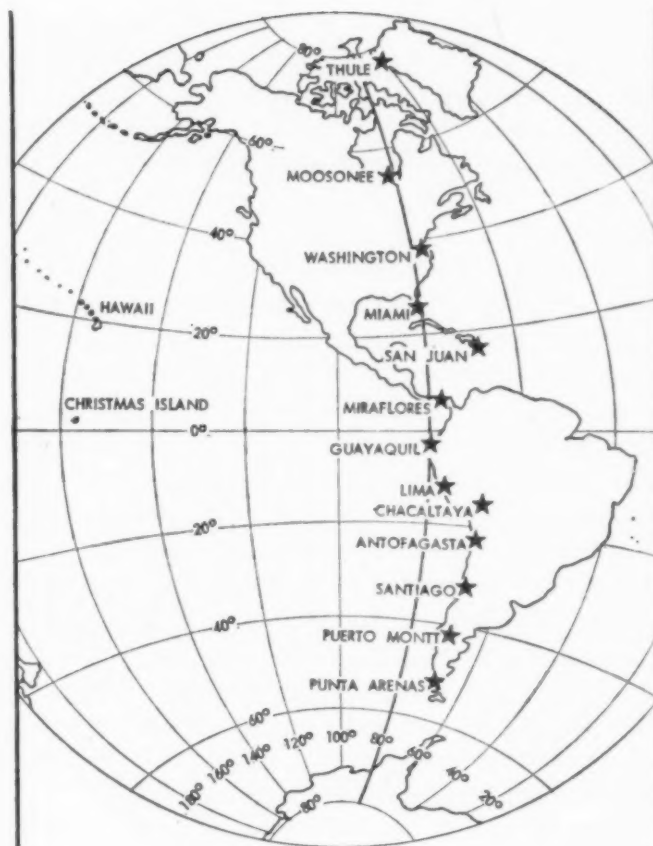 80°
THULE
60°
MOOSONEE
40°
WASHINGTON
HAWAII
MIAMI
20°
SAN JUAN
CHRISTMAS ISLAND
MIRAFLORES
0°
GUAYAQUIL
LIMA
CHACALTAYA
20°
ANTOFAGASTA
SANTIAGO
40°
PUERTO MONTT
PUNTA ARENAS
60°
180° 160° 140° 120° 100° 80° 60° 40° 20°
80°